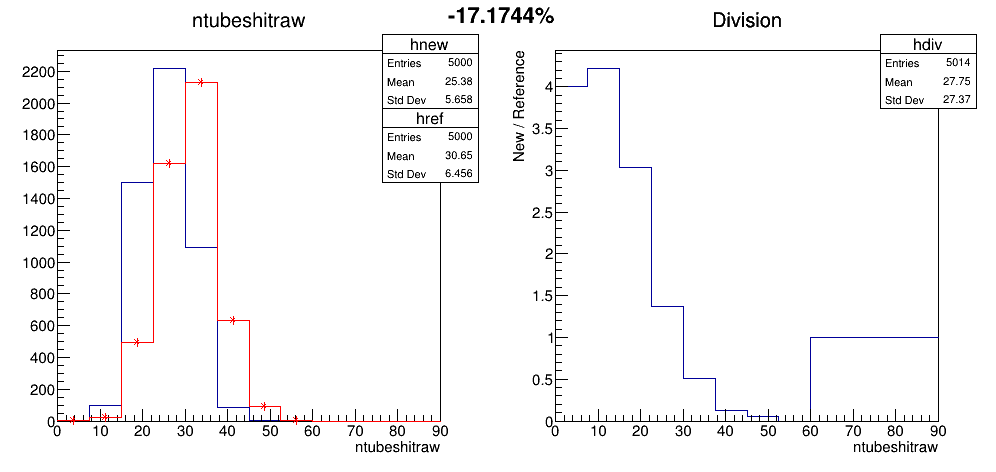 -17.1744%
ntubeshitraw
hnew
Entries 5000
Mean 25.38
Std Dev 5.658
href
Entries 5000
Mean 30.65
Std Dev 6.456
2200
2000
1800
1600
1400
1200
1000
800
600
400
200
0
0 10 20 30 40 50 60 70 80 90
ntubeshitraw
Division
hdiv
Entries 5014
Mean 27.75
Std Dev 27.37
New / Reference
4
3.5
3
2.5
2
1.5
1
0.5
0
0 10 20 30 40 50 60 70 80 90
ntubeshitraw